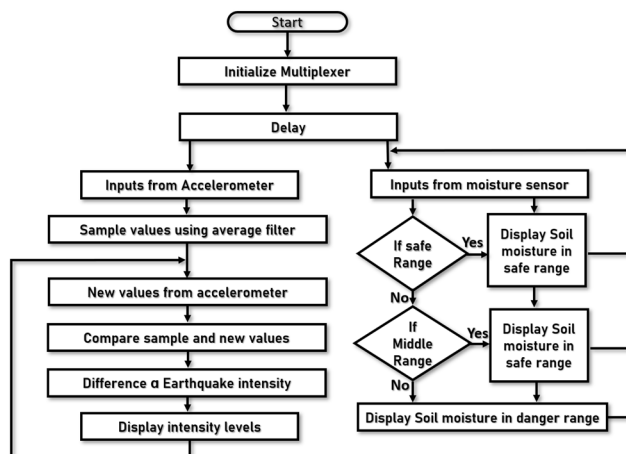 Start
Initialize Multiplexer
Delay
Inputs from Accelerometer
Sample values using average filter
New values from accelerometer
Compare sample and new values
Difference α Earthquake intensity
Display intensity levels
Inputs from moisture sensor
If safe
Range
Yes
Display Soil
moisture in
safe range
No
If
Middle
Range
Yes
Display Soil
moisture in
safe range
No
Display Soil moisture in danger range